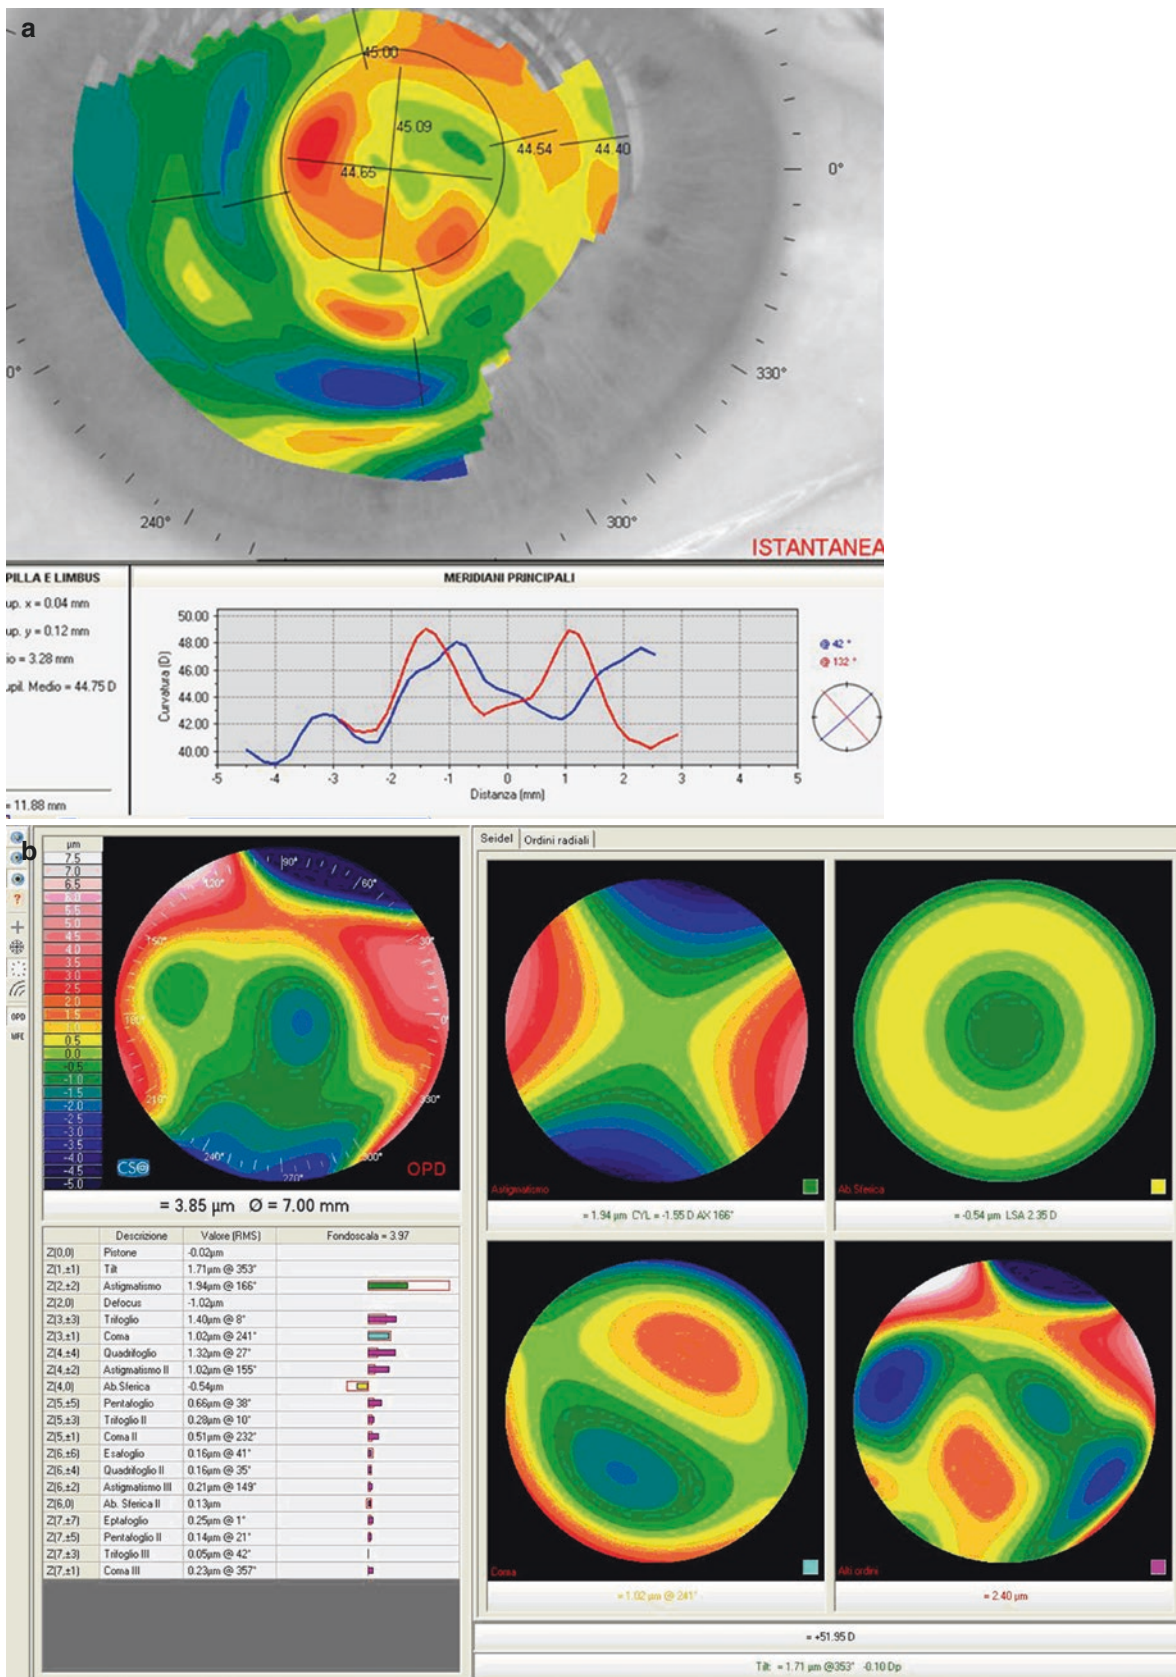 a
45.00
45.09
44.54
44.40
44.65
0°
330°
0°
240°
300°
ISTANTANEA
PILLA E LIMBUS
up. x = 0.04 mm
up. y = 0.12 mm
io = 3.28 mm
upil. Medio = 44.75 D
= 11.88 mm
MERIDIANI PRINCIPALI
50.00
48.00
46.00
44.00
42.00
40.00
Curvatura (D)
-5 -4 -3 -2 -1 0 1 2 3 4 5
Distanza (mm)
@ 42 °
@ 132 °
b
?
OPD
WFE
µm
7.5
7.0
6.5
6.0
5.5
5.0
4.5
4.0
3.5
3.0
2.5
2.0
1.5
1.0
0.5
0.0
-0.5
-1.0
-1.5
-2.0
-2.5
-3.0
-3.5
-4.0
-4.5
-5.0
90°
120°
60°
150°
30°
180°
0°
210°
330°
240°
300°
270°
CSO
OPD
= 3.85 µm Ø = 7.00 mm
Descrizione Valore (RMS) Fondoscala = 3.97
Z(0,0) Pistone -0.02µm
Z(1,±1) Tilt 1.71µm @ 353°
Z(2,±2) Astigmatismo 1.94µm @ 166°
Z(2,0) Defocus -1.02µm
Z(3,±3) Trifoglio 1.40µm @ 8°
Z(3,±1) Coma 1.02µm @ 241°
Z(4,±4) Quadrifoglio 1.32µm @ 27°
Z(4,±2) Astigmatismo II 1.02µm @ 155°
Z(4,0) Ab.Sferica -0.54µm
Z(5,±5) Pentafoglio 0.66µm @ 38°
Z(5,±3) Trifoglio II 0.28µm @ 10°
Z(5,±1) Coma II 0.51µm @ 232°
Z(6,±6) Esafoglio 0.16µm @ 41°
Z(6,±4) Quadrifoglio II 0.16µm @ 35°
Z(6,±2) Astigmatismo III 0.21µm @ 149°
Z(6,0) Ab. Sferica II 0.13µm
Z(7,±7) Eptafoglio 0.25µm @ 1°
Z(7,±5) Pentafoglio II 0.14µm @ 21°
Z(7,±3) Trifoglio III 0.05µm @ 42°
Z(7,±1) Coma III 0.23µm @ 357°
Seidel Ordini radiali
Astigmatismo
= 1.94 µm CYL = -1.55 D AX 166°
Ab.Sferica
= -0.54 µm LSA 2.35 D
Coma
= 1.02 µm @ 241°
Alti ordini
= 2.40 µm
= +51.95 D
Tilt = 1.71 µm @353° -0.10 Dp